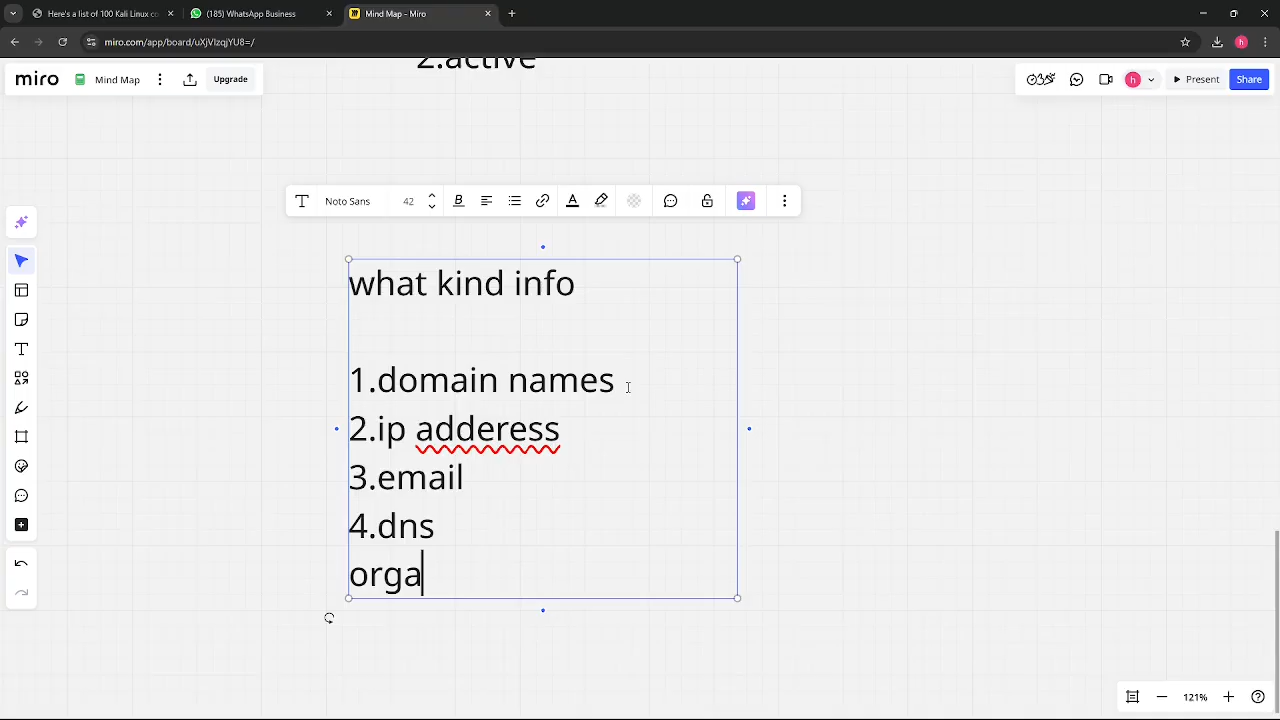 Here's a list of 100 Kali Linux co
(185) WhatsApp Business
Mind Map - Miro
miro.com/app/board/uXjVIzqjYU8=/
2.active
miro
Mind Map
Upgrade
Present
Share
Noto Sans
42
what kind info
1.domain names
2.ip adderess
3.email
4.dns
orga
121%